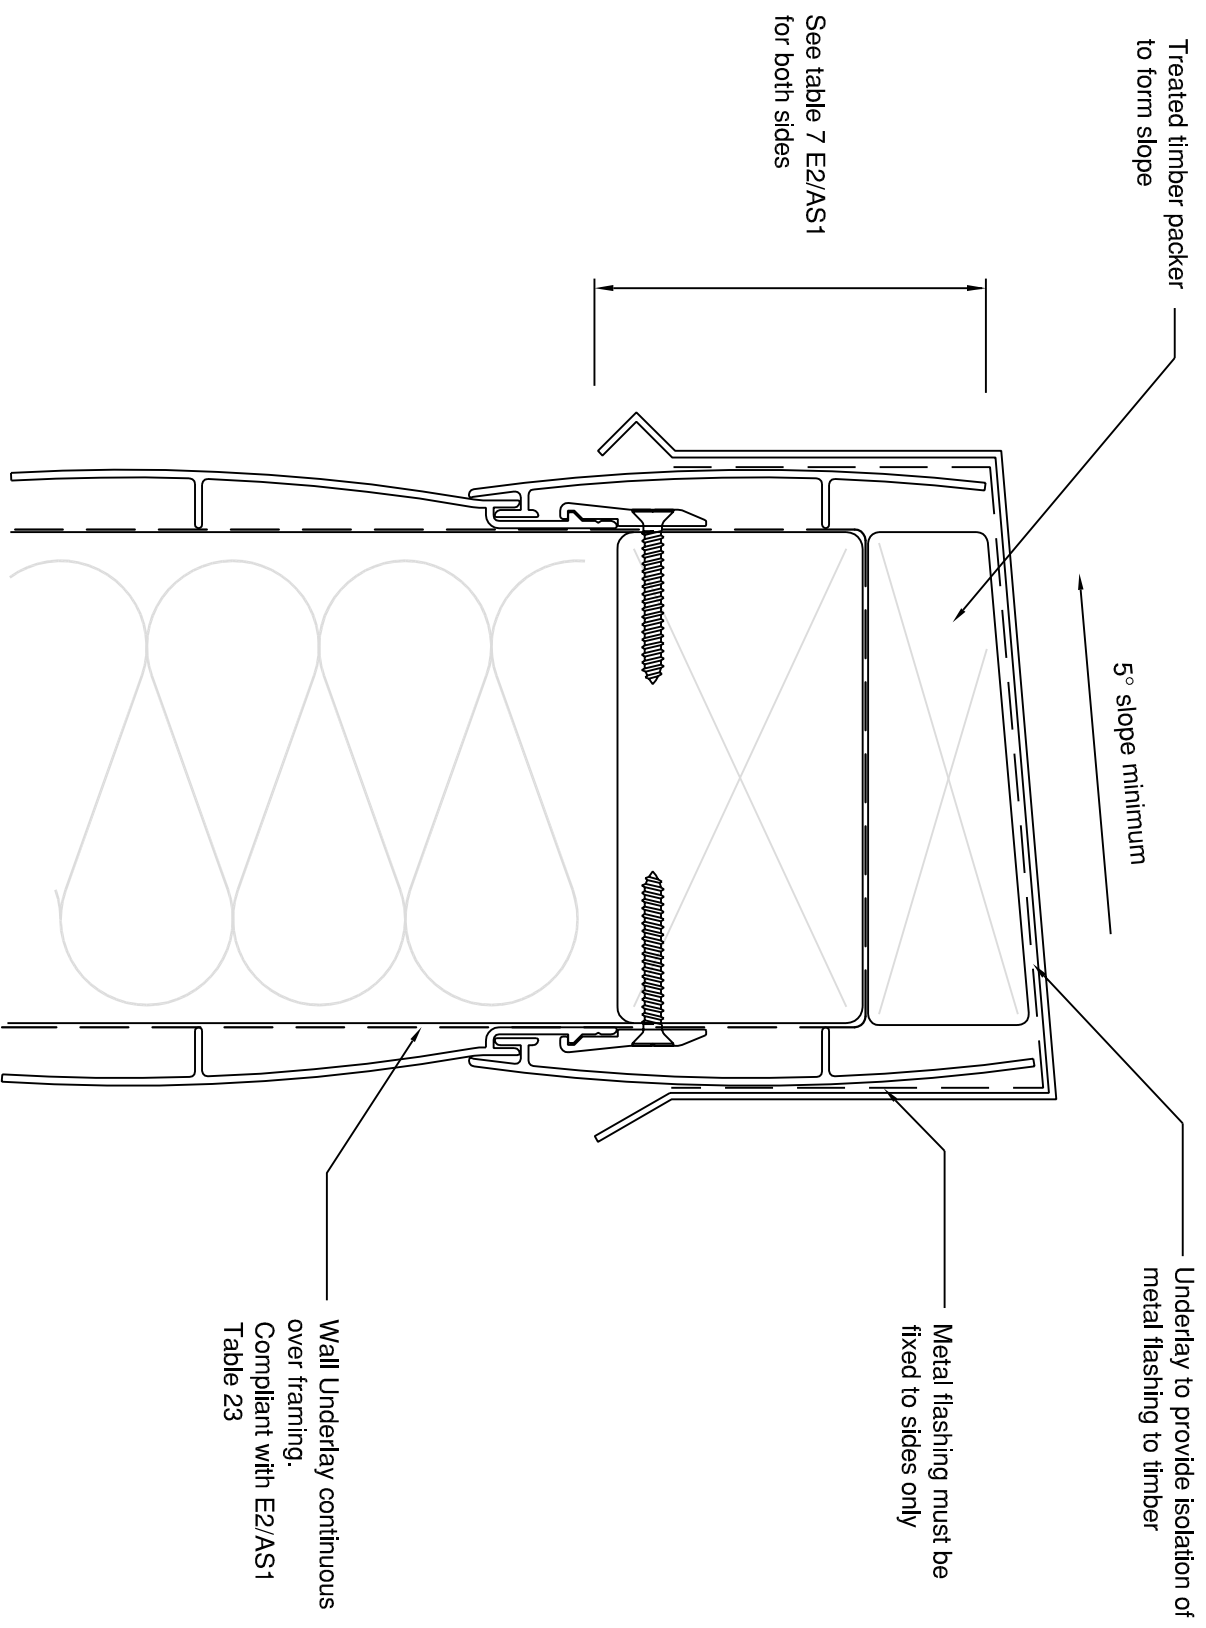 Treated timber packer
to form slope
See table 7 E2/AS1
for both sides
5° slope minimum
Underlay to provide isolation of
metal flashing to timber
Metal flashing must be
fixed to sides only
Wall Underlay continuous
over framing.
Compliant with E2/AS1
Table 23